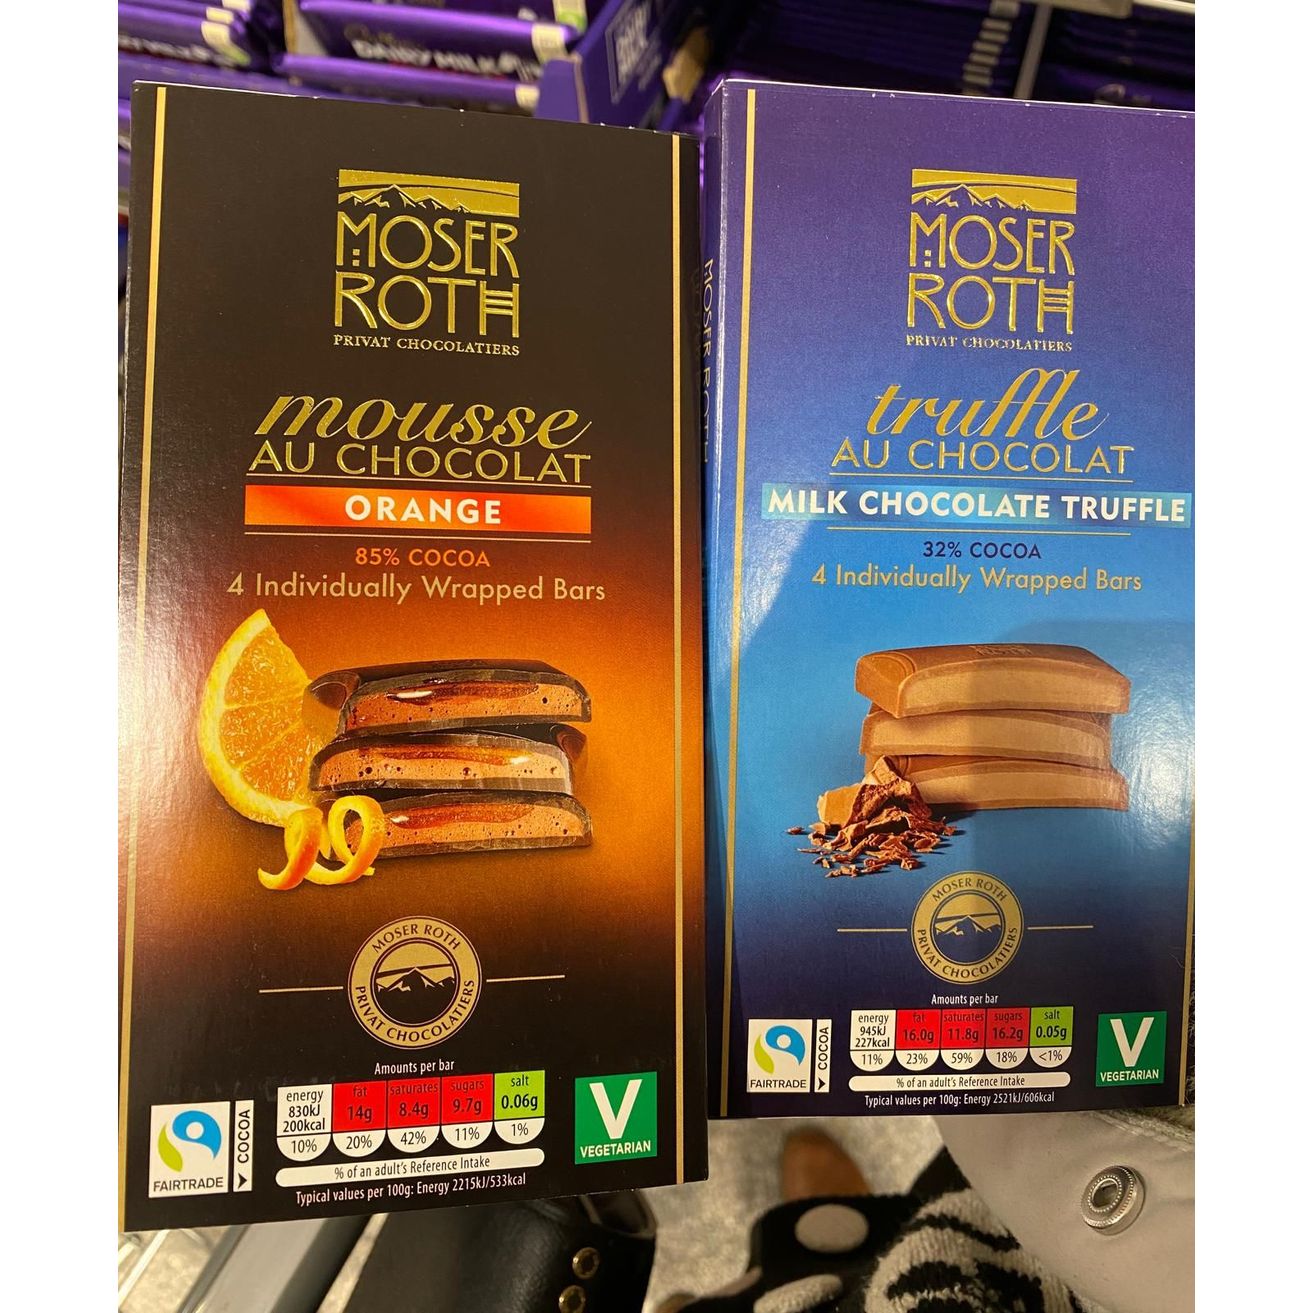 DAIRY MILK
MOSER
ROTH
PRIVAT CHOCOLATIERS
mousse
AU CHOCOLAT
ORANGE
85% COCOA
4 Individually Wrapped Bars
MOSER ROTH
PRIVAT CHOCOLATIERS
Amounts per bar
energy fat saturates sugars salt
830kJ 14g 8.4g 9.7g 0.06g
200kcal
10% 20% 42% 11% 1%
% of an adult's Reference Intake
Typical values per 100g: Energy 2215kJ/533kcal
FAIRTRADE
COCOA
V
VEGETARIAN
MOSER ROTH
MOSER
ROTH
PRIVAT CHOCOLATIERS
truffle
AU CHOCOLAT
MILK CHOCOLATE TRUFFLE
32% COCOA
4 Individually Wrapped Bars
MOSER ROTH
PRIVAT CHOCOLATIERS
Amounts per bar
energy fat saturates sugars salt
945kJ 16.0g 11.8g 16.2g 0.05g
227kcal
11% 23% 59% 18% <1%
% of an adult's Reference Intake
Typical values per 100g: Energy 2521kJ/606kcal
FAIRTRADE
COCOA
V
VEGETARIAN